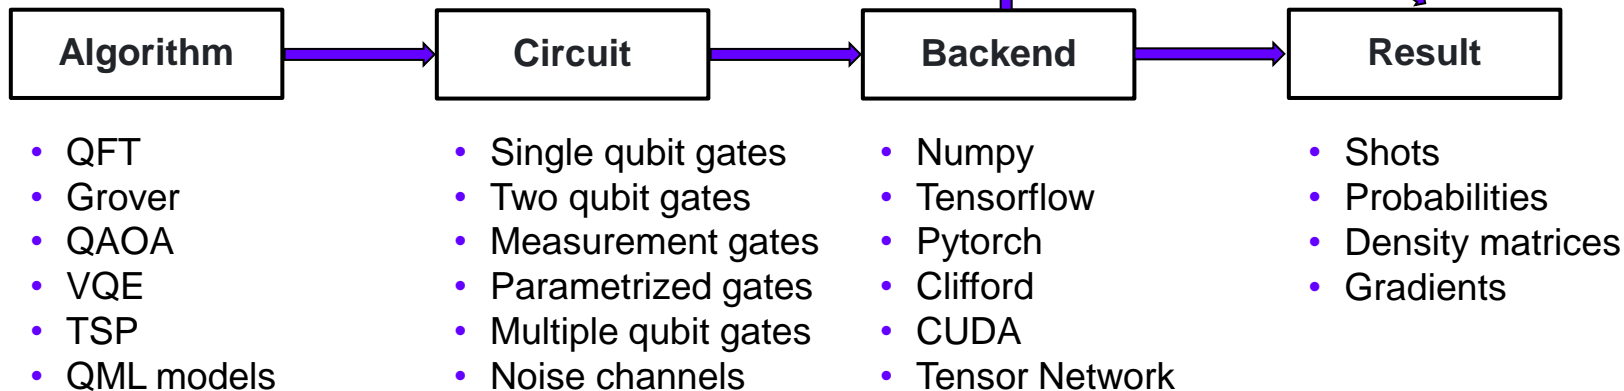 Algorithm
Circuit
Backend
Result
• QFT
• Grover
• QAOA
• VQE
• TSP
• QML models
• Single qubit gates
• Two qubit gates
• Measurement gates
• Parametrized gates
• Multiple qubit gates
• Noise channels
• Numpy
• Tensorflow
• Pytorch
• Clifford
• CUDA
• Tensor Network
• Shots
• Probabilities
• Density matrices
• Gradients